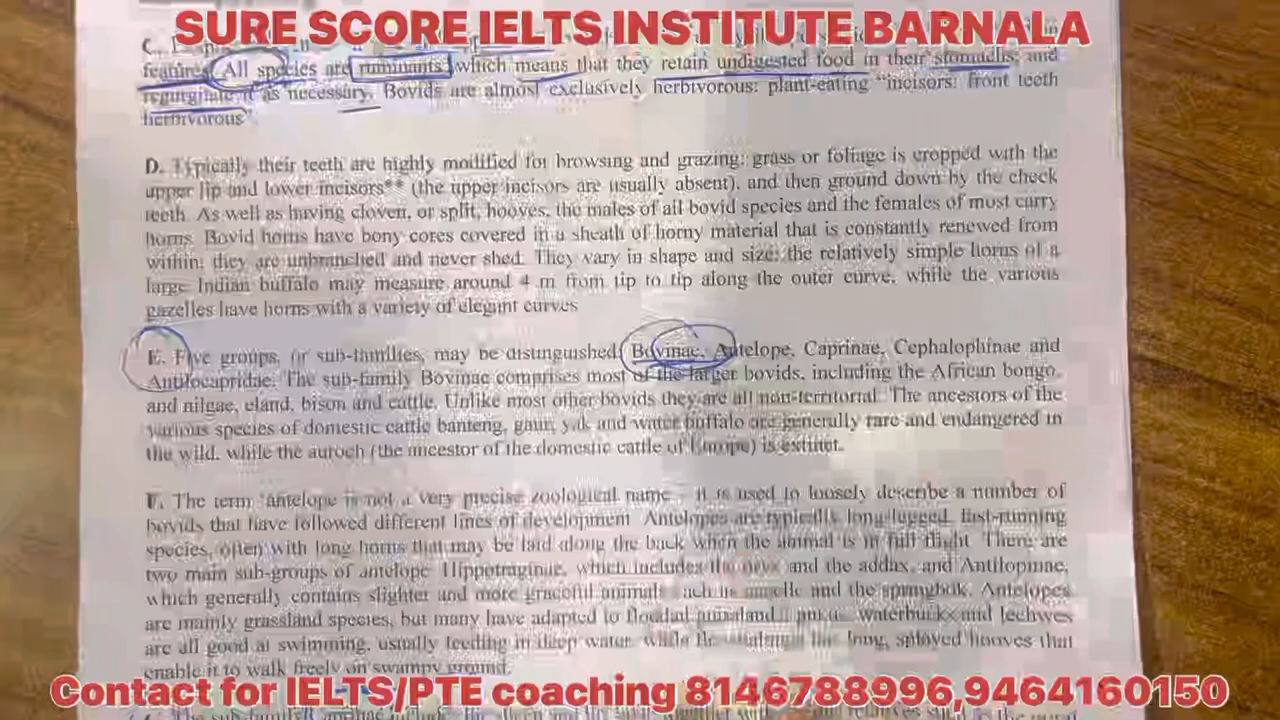 SURE SCORE IELTS INSTITUTE BARNALA
C.
features. All species are ruminants, which means that they retain undigested food in their stomachs; and
regurgitate it as necessary. Bovids are almost exclusively herbivorous: plant-eating "incisors: front teeth
herbivorous"
D. Typically their teeth are highly modified for browsing and grazing: grass or foliage is cropped with the
upper lip and lower incisors** (the upper incisors are usually absent), and then ground down by the cheek
teeth. As well as having cloven, or split, hooves, the males of all bovid species and the females of most carry
horns. Bovid horns have bony cores covered in a sheath of horny material that is constantly renewed from
within; they are unbranched and never shed. They vary in shape and size: the relatively simple horns of a
large Indian buffalo may measure around 4 m from tip to tip along the outer curve, while the various
gazelles have horns with a variety of elegant curves
E. Five groups, or sub-families, may be distinguished: Bovinae, Antelope, Caprinae, Cephalophinae and
Antilocapridae. The sub-family Bovinae comprises most of the larger bovids, including the African bongo,
and nilgae, eland, bison and cattle. Unlike most other bovids they are all non-territorial. The ancestors of the
various species of domestic cattle banteng, gaur, yak and water buffalo are generally rare and endangered in
the wild, while the auroch (the ancestor of the domestic cattle of Europe) is extinct.
F. The term 'antelope is not a very precise zoological name - it is used to loosely describe a number of
bovids that have followed different lines of development. Antelopes are typically long-legged, fast-running
species, often with long horns that may be laid along the back when the animal is in full flight. There are
two main sub-groups of antelope Hippotraginae, which includes the oryx and the addax, and Antilopinae,
which generally contains slighter and more graceful animals such as gazelle and the springbok. Antelopes
are mainly grassland species, but many have adapted to flooded grassland: waterbucks and lechwes
are all good at swimming, usually feeding in deep water, while the long, splayed hooves that
enable it to walk freely on swampy ground.
Contact for IELTS/PTE coaching 8146788996,9464160150